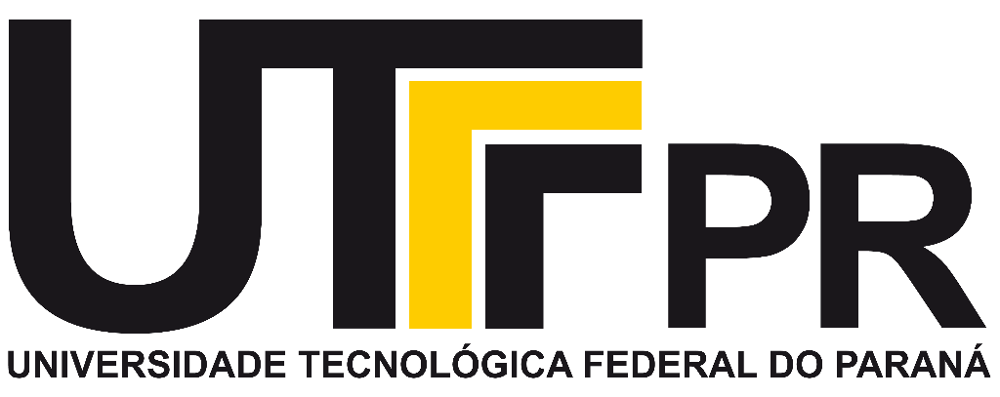 UTFPR
UNIVERSIDADE TECNOLÓGICA FEDERAL DO PARANÁ